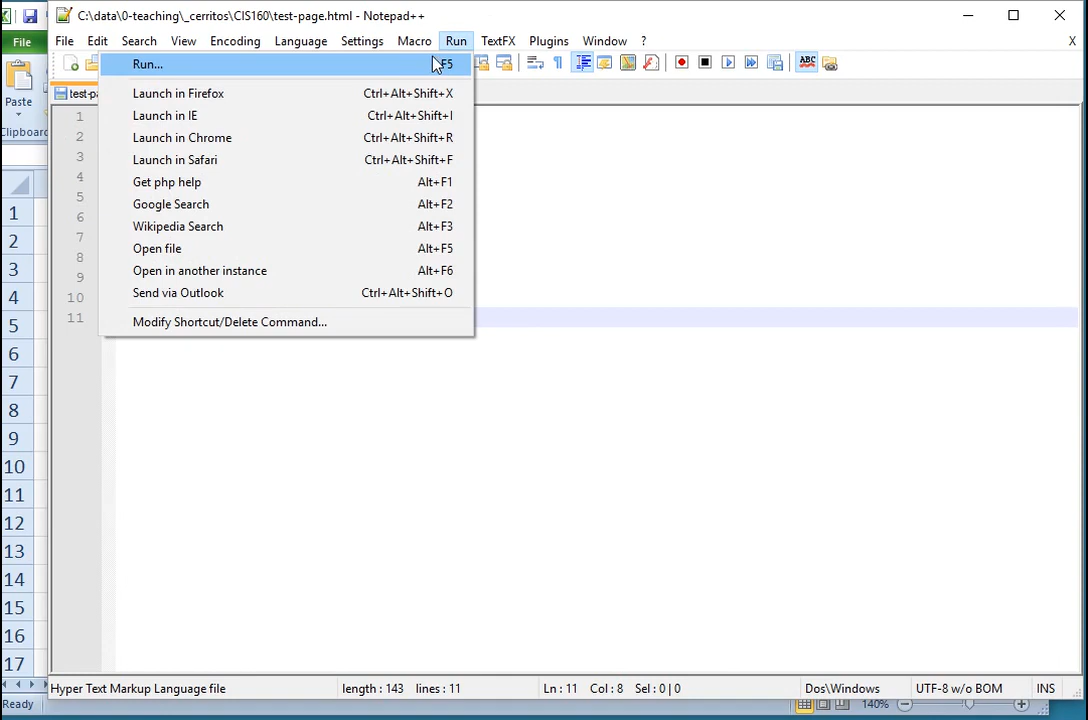 C:\data\0-teaching\_cerritos\CIS160\test-page.html - Notepad++
File
File Edit Search View Encoding Language Settings Macro Run TextFX Plugins Window ? X
Run... F5
Paste
Launch in Firefox Ctrl+Alt+Shift+X
Launch in IE Ctrl+Alt+Shift+I
Launch in Chrome Ctrl+Alt+Shift+R
Launch in Safari Ctrl+Alt+Shift+F
Get php help Alt+F1
Google Search Alt+F2
Wikipedia Search Alt+F3
Open file Alt+F5
Open in another instance Alt+F6
Send via Outlook Ctrl+Alt+Shift+O
Modify Shortcut/Delete Command...
ABC
test-pa
Clipboard
1
2
3
4
5
6
7
8
9
10
11
1
2
3
4
5
6
7
8
9
10
11
12
13
14
15
16
17
Hyper Text Markup Language file length : 143 lines : 11 Ln : 11 Col : 8 Sel : 0 | 0 Dos\Windows UTF-8 w/o BOM INS
Ready 140%